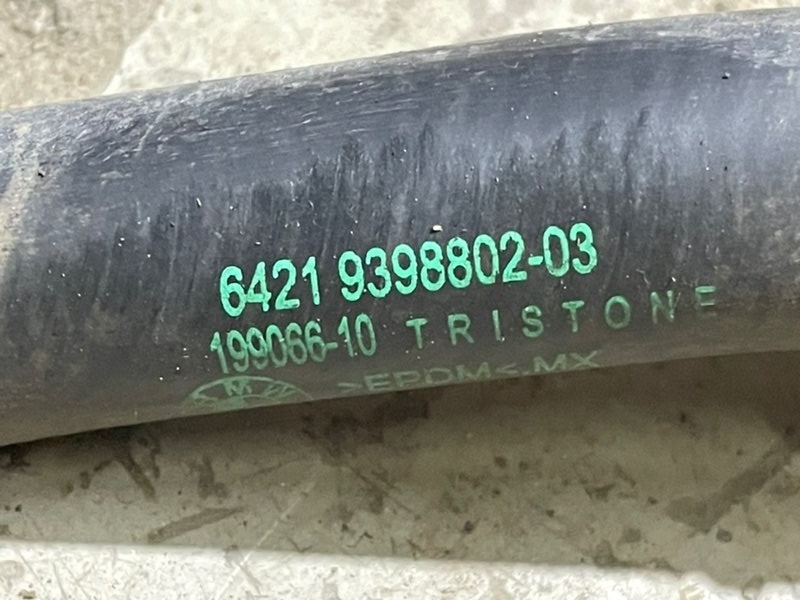 6421 9398802-03
199066-10 TRISTONE
M >EPDM<.MX